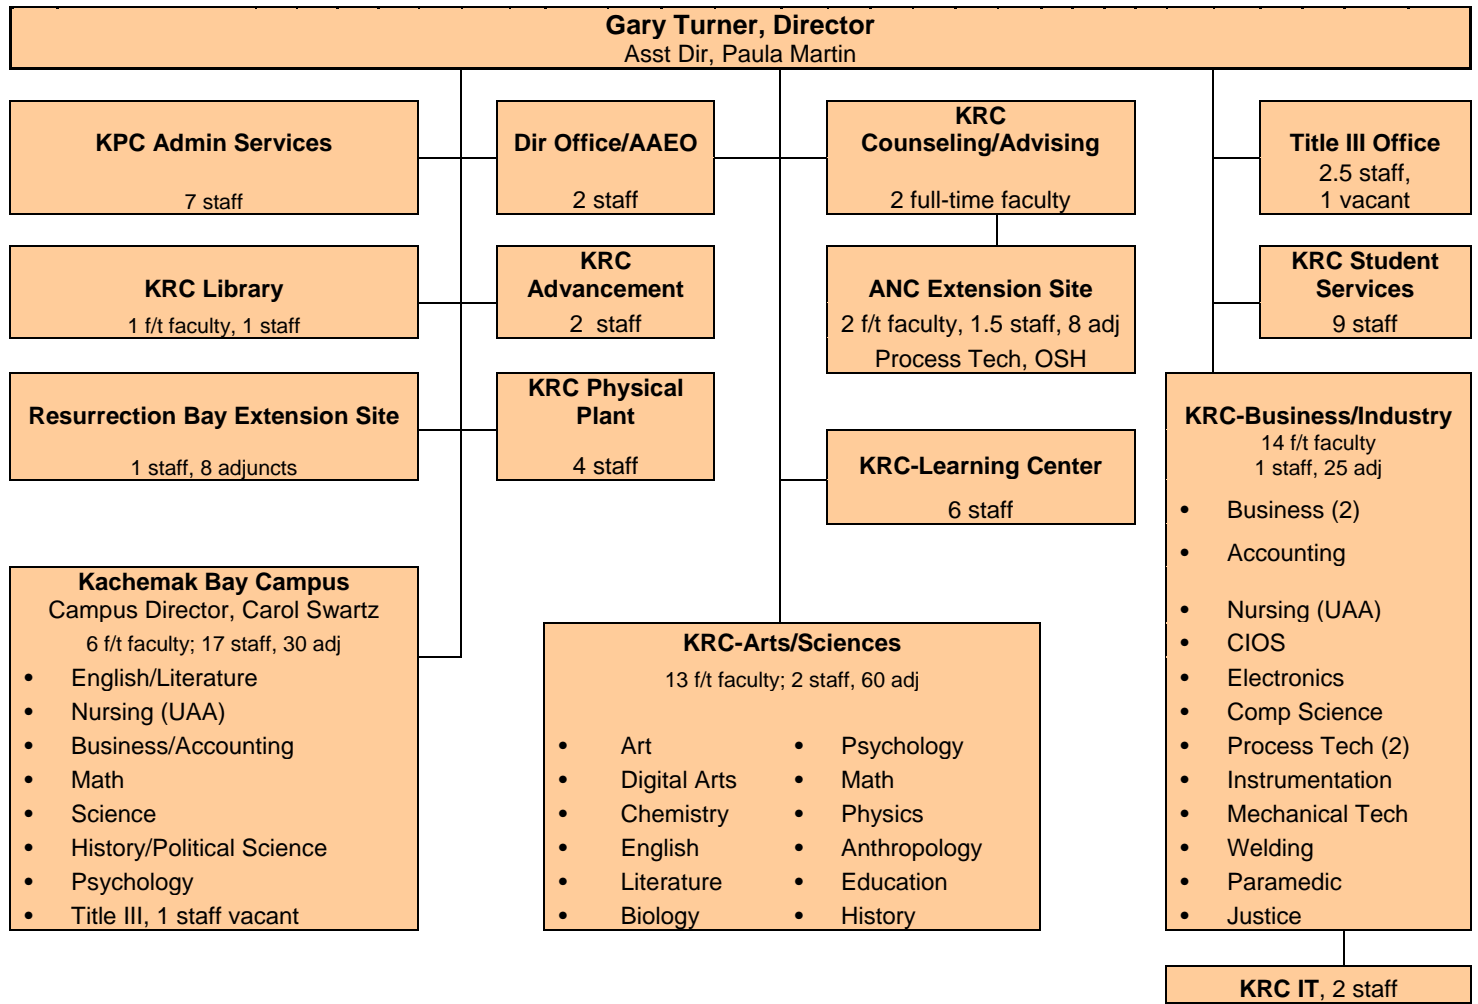 Gary Turner, Director
Asst Dir, Paula Martin
KPC Admin Services
7 staff
Dir Office/AAEO
2 staff
KRC
Counseling/Advising
2 full-time faculty
Title III Office
2.5 staff,
1 vacant
KRC Library
1 f/t faculty, 1 staff
KRC
Advancement
2 staff
ANC Extension Site
2 f/t faculty, 1.5 staff, 8 adj
Process Tech, OSH
KRC Student
Services
9 staff
Resurrection Bay Extension Site
1 staff, 8 adjuncts
KRC Physical
Plant
4 staff
KRC-Learning Center
6 staff
KRC-Business/Industry
14 f/t faculty
1 staff, 25 adj
• Business (2)
• Accounting
• Nursing (UAA)
• CIOS
• Electronics
• Comp Science
• Process Tech (2)
• Instrumentation
• Mechanical Tech
• Welding
• Paramedic
• Justice
Kachemak Bay Campus
Campus Director, Carol Swartz
6 f/t faculty; 17 staff, 30 adj
• English/Literature
• Nursing (UAA)
• Business/Accounting
• Math
• Science
• History/Political Science
• Psychology
• Title III, 1 staff vacant
KRC-Arts/Sciences
13 f/t faculty; 2 staff, 60 adj
• Art
• Digital Arts
• Chemistry
• English
• Literature
• Biology
• Psychology
• Math
• Physics
• Anthropology
• Education
• History
KRC IT, 2 staff